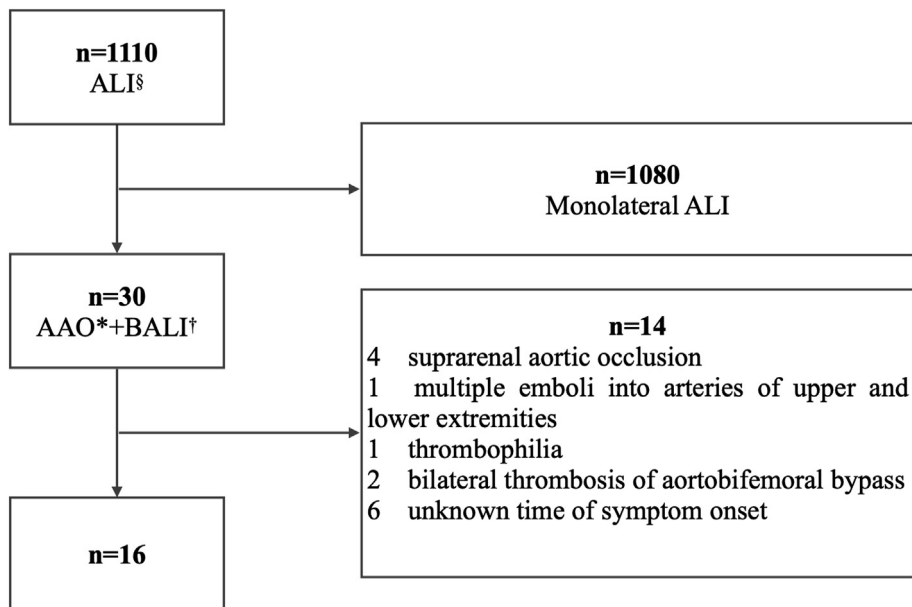 n=1110
ALI§
n=1080
Monolateral ALI
n=30
AAO*+BALI†
n=14
4 suprarenal aortic occlusion
1 multiple emboli into arteries of upper and
lower extremities
1 thrombophilia
2 bilateral thrombosis of aortobifemoral bypass
6 unknown time of symptom onset
n=16